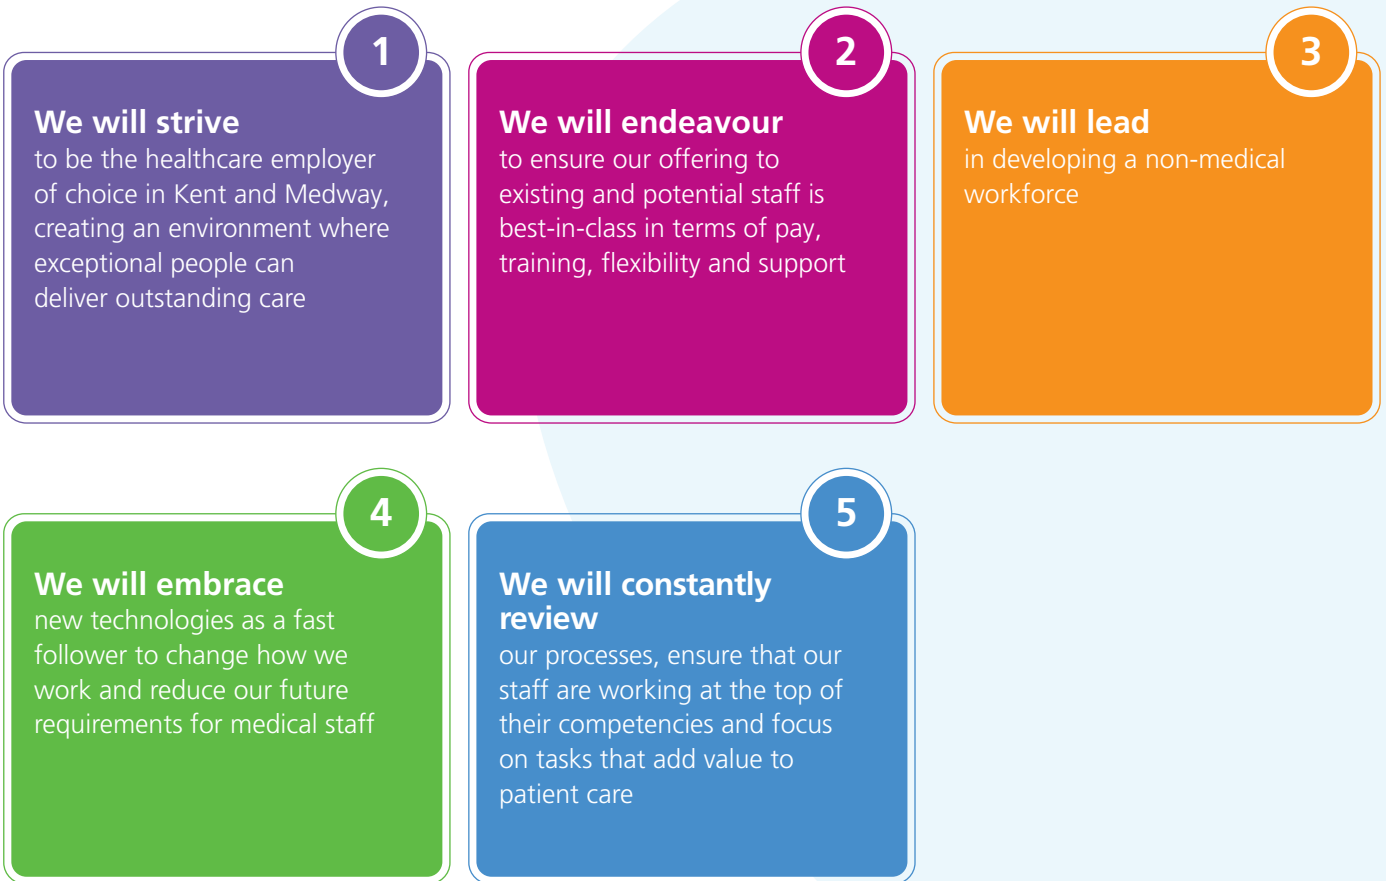 1
We will strive
to be the healthcare employer
of choice in Kent and Medway,
creating an environment where
exceptional people can
deliver outstanding care
2
We will endeavour
to ensure our offering to
existing and potential staff is
best-in-class in terms of pay,
training, flexibility and support
3
We will lead
in developing a non-medical
workforce
4
We will embrace
new technologies as a fast
follower to change how we
work and reduce our future
requirements for medical staff
5
We will constantly
review
our processes, ensure that our
staff are working at the top of
their competencies and focus
on tasks that add value to
patient care